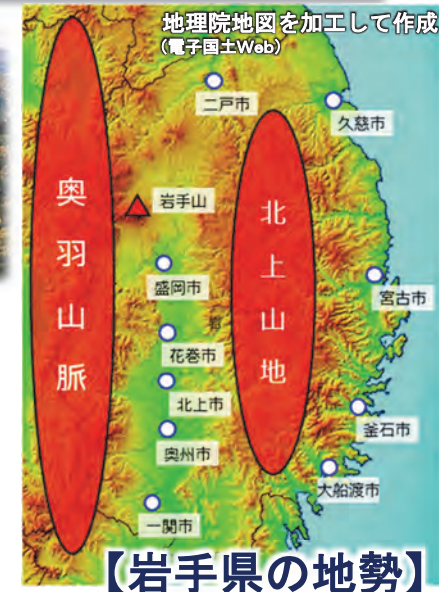 地理院地図を加工して作成
（電子国土Web）
二戸市
久慈市
奥羽山脈
岩手山
北上山地
盛岡市
宮古市
花巻市
北上市
釜石市
奥州市
大船渡市
一関市
【岩手県の地勢】